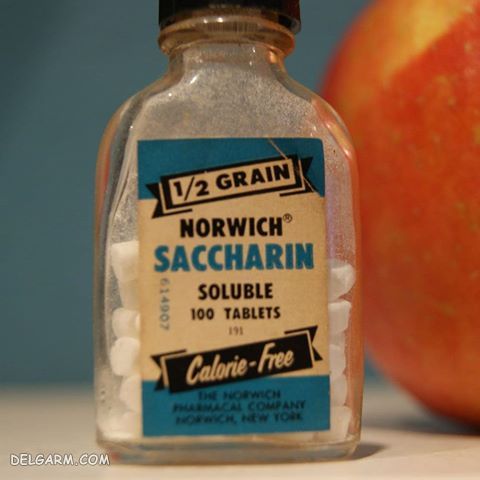 1/2 GRAIN
NORWICH®
SACCHARIN
SOLUBLE
100 TABLETS
191
614907
Calorie-Free
THE NORWICH
PHARMACAL COMPANY
NORWICH, NEW YORK
DELGARM.COM